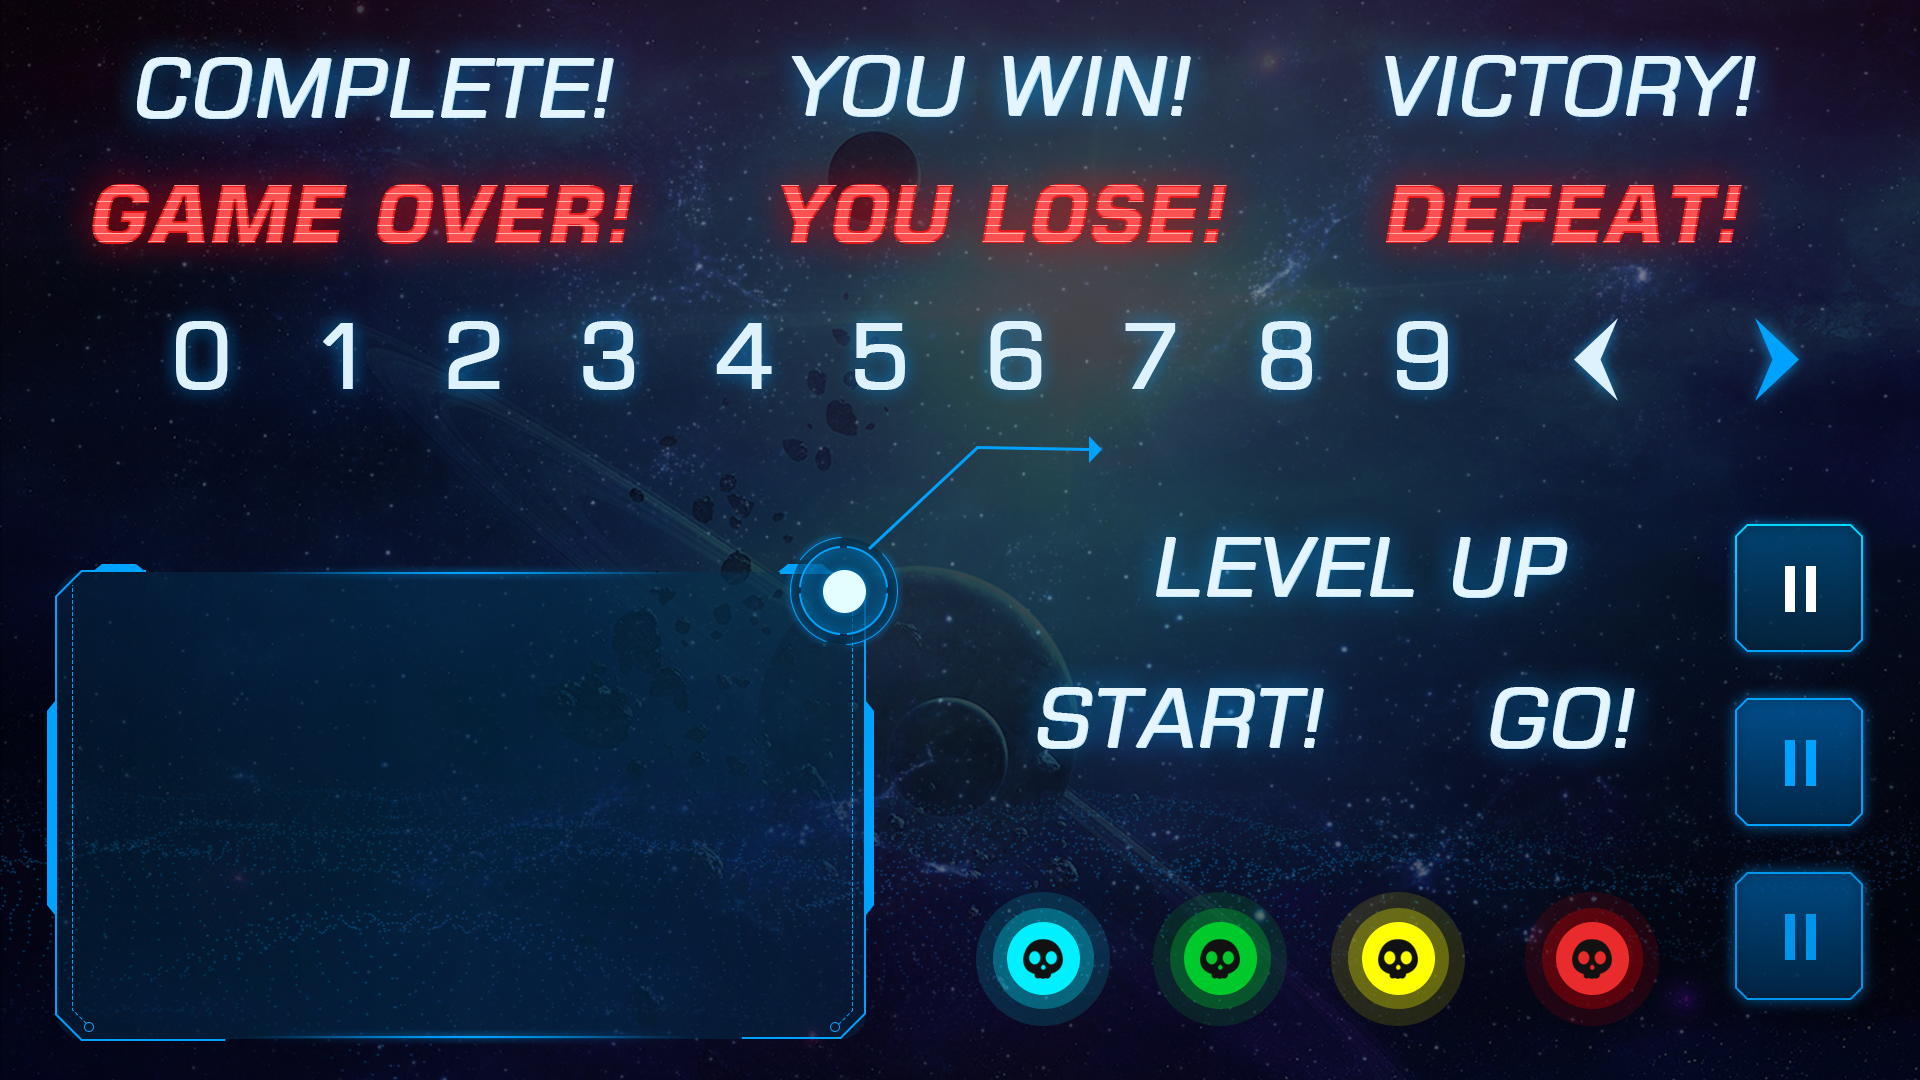 COMPLETE! YOU WIN! VICTORY!
GAME OVER! YOU LOSE! DEFEAT!
0 1 2 3 4 5 6 7 8 9
LEVEL UP
START! GO!